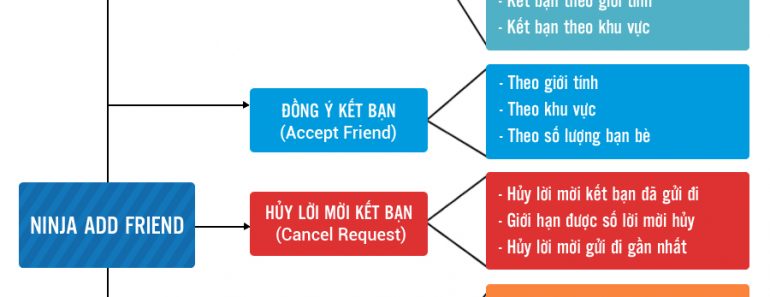 - Kết bạn theo giới tính
- Kết bạn theo khu vực
ĐỒNG Ý KẾT BẠN
(Accept Friend)
- Theo giới tính
- Theo khu vực
- Theo số lượng bạn bè
NINJA ADD FRIEND
HỦY LỜI MỜI KẾT BẠN
(Cancel Request)
- Hủy lời mời kết bạn đã gửi đi
- Giới hạn được số lời mời hủy
- Hủy lời mời gửi đi gần nhất